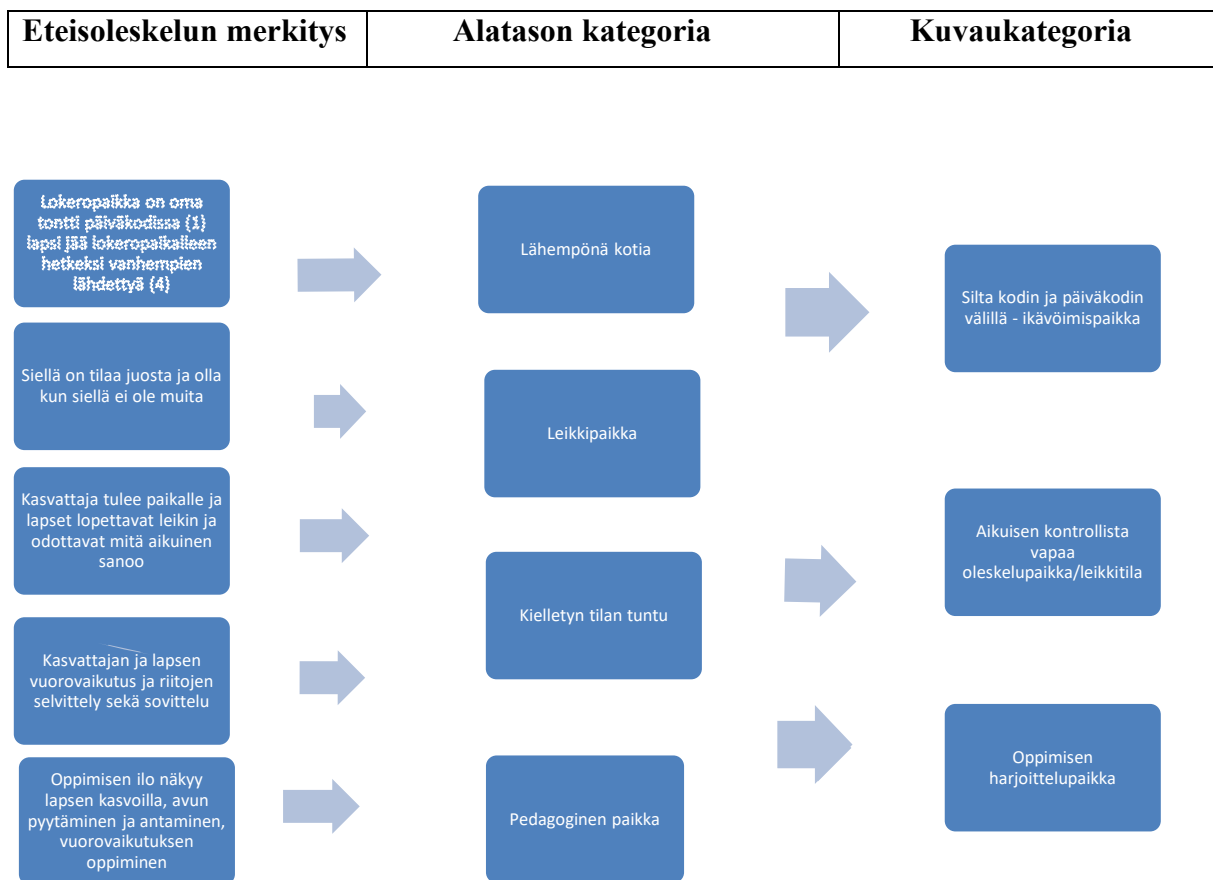 Eteisoleskelun merkitys
Alatason kategoria
Kuvaukategoria
Lokeropaikka on oma
tontti päiväkodissa (1)
lapsi jää lokeropaikalleen
hetkeksi vanhempien
lähdettyä (4)
Siellä on tilaa juosta ja olla
kun siellä ei ole muita
Kasvattaja tulee paikalle ja
lapset lopettavat leikin ja
odottavat mitä aikuinen
sanoo
Kasvattajan ja lapsen
vuorovaikutus ja riitojen
selvittely sekä sovittelu
Oppimisen ilo näkyy
lapsen kasvoilla, avun
pyytäminen ja antaminen,
vuorovaikutuksen
oppiminen
Lähempönä kotia
Leikkipaikka
Kielletyn tilan tuntu
Pedagoginen paikka
Silta kodin ja päiväkodin
välillä - ikävöimispaikka
Aikuisen kontrollista
vapaa
oleskelupaikka/leikkitila
Oppimisen
harjoittelupaikka